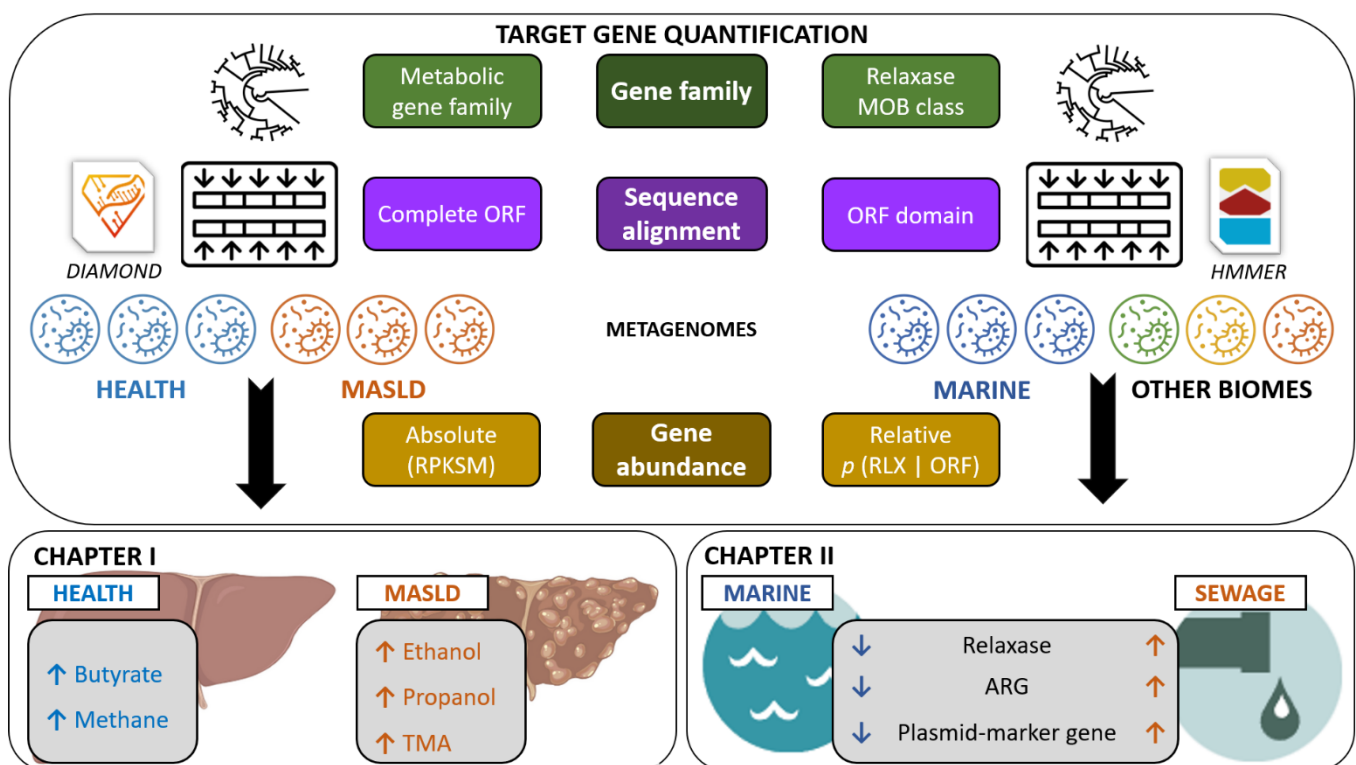 TARGET GENE QUANTIFICATION
Metabolic
gene family
Gene family
Relaxase
MOB class
Complete ORF
Sequence
alignment
ORF domain
DIAMOND
HMMER
METAGENOMES
HEALTH
MASLD
MARINE
OTHER BIOMES
Absolute
(RPKSM)
Gene
abundance
Relative
p (RLX | ORF)
CHAPTER I
HEALTH
MASLD
↑ Butyrate
↑ Methane
↑ Ethanol
↑ Propanol
↑ TMA
CHAPTER II
MARINE
SEWAGE
↓ Relaxase ↑
↓ ARG ↑
↓ Plasmid-marker gene ↑